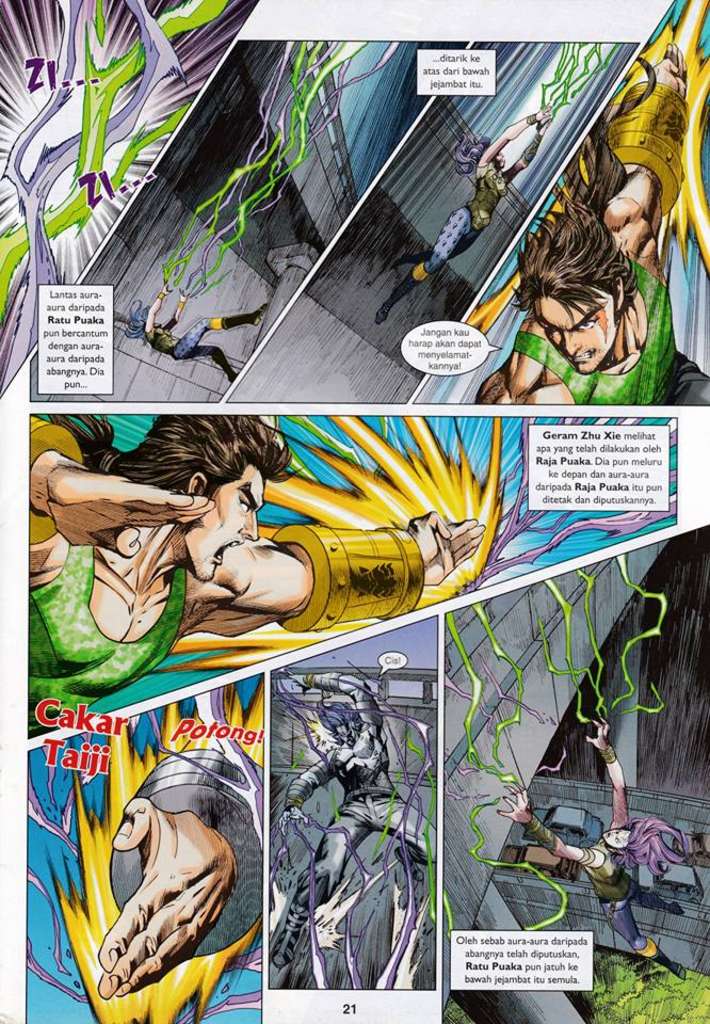 ZI...
ZI...
Lantas aura-
aura daripada
Ratu Puaka
pun bercantum
dengan aura-
aura daripada
abangnya. Dia
pun...
...ditarik ke
atas dari bawah
jejambat itu.
Jangan kau
harap akan dapat
menyelamat-
kannya!
Geram Zhu Xie melihat
apa yang telah dilakukan oleh
Raja Puaka. Dia pun meluru
ke depan dan aura-aura
daripada Raja Puaka itu pun
ditetak dan diputuskannya.
Cakar
Taiji
Potong!
Cis!
Oleh sebab aura-aura daripada
abangnya telah diputuskan,
Ratu Puaka pun jatuh ke
bawah jejambat itu semula.
21